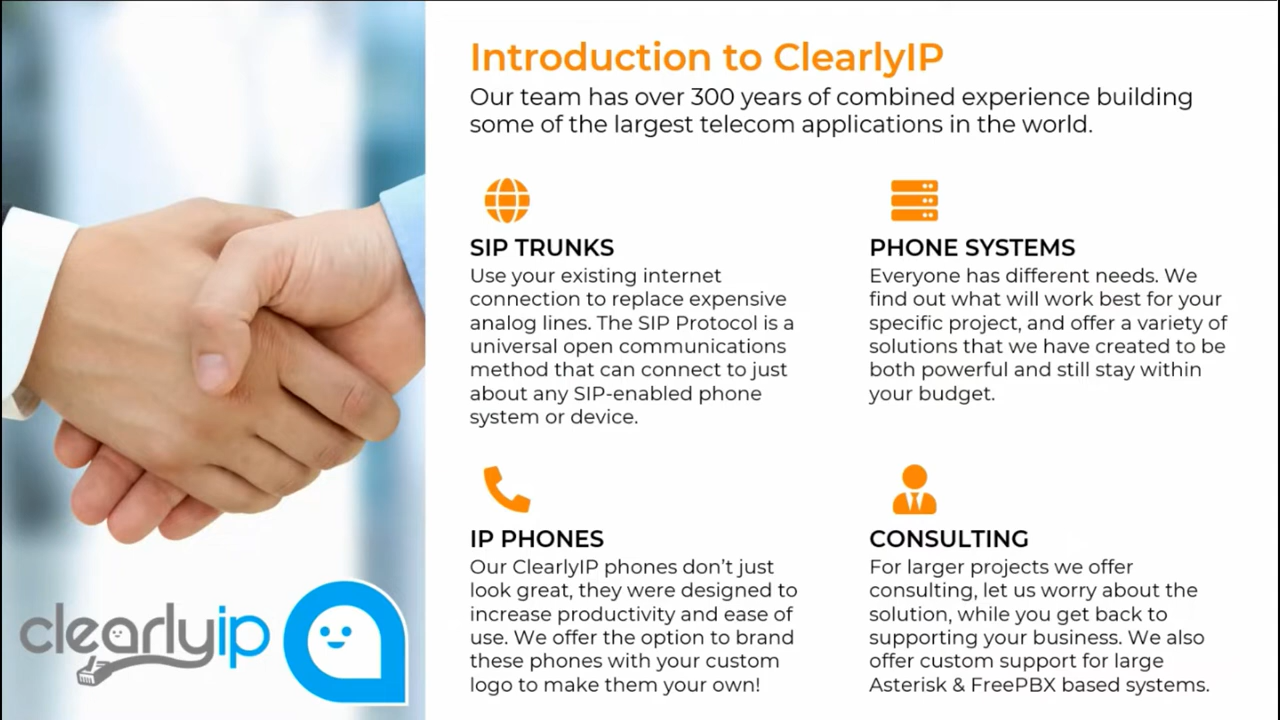 Introduction to ClearlyIP
Our team has over 300 years of combined experience building
some of the largest telecom applications in the world.
SIP TRUNKS
Use your existing internet
connection to replace expensive
analog lines. The SIP Protocol is a
universal open communications
method that can connect to just
about any SIP-enabled phone
system or device.
PHONE SYSTEMS
Everyone has different needs. We
find out what will work best for your
specific project, and offer a variety of
solutions that we have created to be
both powerful and still stay within
your budget.
IP PHONES
Our ClearlyIP phones don’t just
look great, they were designed to
increase productivity and ease of
use. We offer the option to brand
these phones with your custom
logo to make them your own!
CONSULTING
For larger projects we offer
consulting, let us worry about the
solution, while you get back to
supporting your business. We also
offer custom support for large
Asterisk & FreePBX based systems.
clearlyip